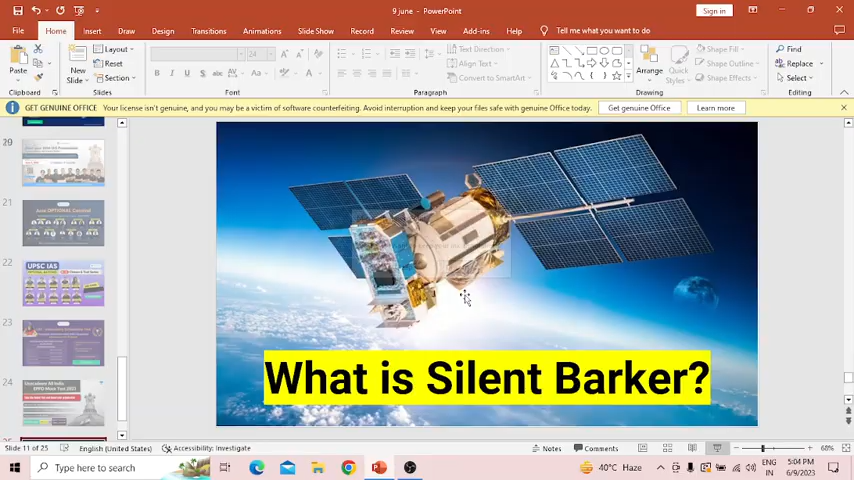 9 june - PowerPoint
Sign in
File Home Insert Draw Design Transitions Animations Slide Show Record Review View Add-ins Help Tell me what you want to do
Paste
New Slide
Layout
Reset
Section
24
B I U S
Text Direction
Align Text
Convert to SmartArt
Arrange
Quick Styles
Shape Fill
Shape Outline
Shape Effects
Find
Replace
Select
Clipboard Slides Font Paragraph Drawing Editing
GET GENUINE OFFICE Your license isn't genuine, and you may be a victim of software counterfeiting. Avoid interruption and keep your files safe with genuine Office today. Get genuine Office Learn more
21
22
UPSC IAS
23
24
What is Silent Barker?
Slide 11 of 25 English (United States) Accessibility: Investigate Notes Comments 68%
Type here to search
40°C Haze
ENG
IN
5:04 PM
6/9/2023